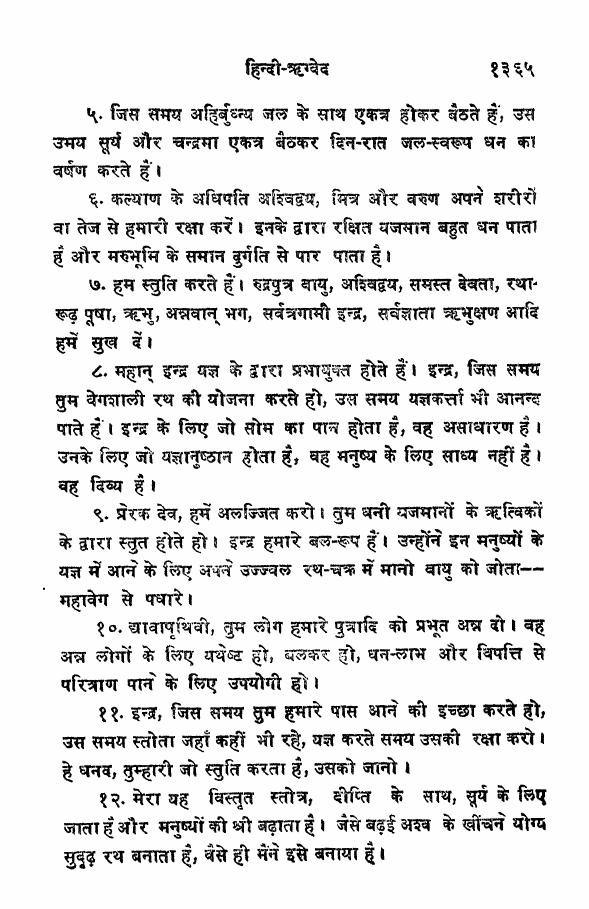 हिन्दी-ऋग्वेद १३६५
५. जिस समय अहिर्बुध्न्य जल के साथ एकत्र होकर बैठते हैं, उस
उमय सूर्य और चन्द्रमा एकत्र बैठकर दिन-रात जल-स्वरूप धन का
वर्षण करते हैं।
६. कल्याण के अधिपति अश्विद्वय, मित्र और वरुण अपने शरीरों
वा तेज से हमारी रक्षा करें। इनके द्वारा रक्षित यजमान बहुत धन पाता
है और मरुभूमि के समान दुर्गति से पार पाता है।
७. हम स्तुति करते हैं। रुद्रपुत्र वायु, अश्विद्वय, समस्त देवता, रथा-
रूढ़ पूषा, ऋभु, अन्नवान् भग, सर्वत्रगामी इन्द्र, सर्वज्ञाता ऋभुक्षण आदि
हमें सुख दें।
८. महान् इन्द्र यज्ञ के द्वारा प्रभायुक्त होते हैं। इन्द्र, जिस समय
तुम वेगशाली रथ की योजना करते हो, उस समय यज्ञकर्त्ता भी आनन्द
पाते हैं। इन्द्र के लिए जो सोम का पात्र होता है, वह असाधारण है।
उनके लिए जो यज्ञानुष्ठान होता है, वह मनुष्य के लिए साध्य नहीं है।
वह दिव्य है।
९. प्रेरक देव, हमें अलज्जित करो। तुम धनी यजमानों के ऋत्विकों
के द्वारा स्तुत होते हो। इन्द्र हमारे बल-रूप हैं। उन्होंने इन मनुष्यों के
यज्ञ में आने के लिए अपने उज्ज्वल रथ-चक्र में मानो वायु को जोता--
महावेग से पधारे।
१०. द्यावापृथिवी, तुम लोग हमारे पुत्रादि को प्रभूत अन्न दो। वह
अन्न लोगों के लिए यथेष्ट हो, बलकर हो, धन-लाभ और विपत्ति से
परित्राण पाने के लिए उपयोगी हो।
११. इन्द्र, जिस समय तुम हमारे पास आने की इच्छा करते हो,
उस समय स्तोता जहाँ कहीं भी रहे, यज्ञ करते समय उसकी रक्षा करो।
हे धनद, तुम्हारी जो स्तुति करता है, उसको जानो।
१२. मेरा यह विस्तृत स्तोत्र, दीप्ति के साथ, सूर्य के लिए
जाता है और मनुष्यों की श्री बढ़ाता है। जैसे बढ़ई अश्व के खींचने योग्य
सुदृढ़ रथ बनाता है, वैसे ही मैंने इसे बनाया है।